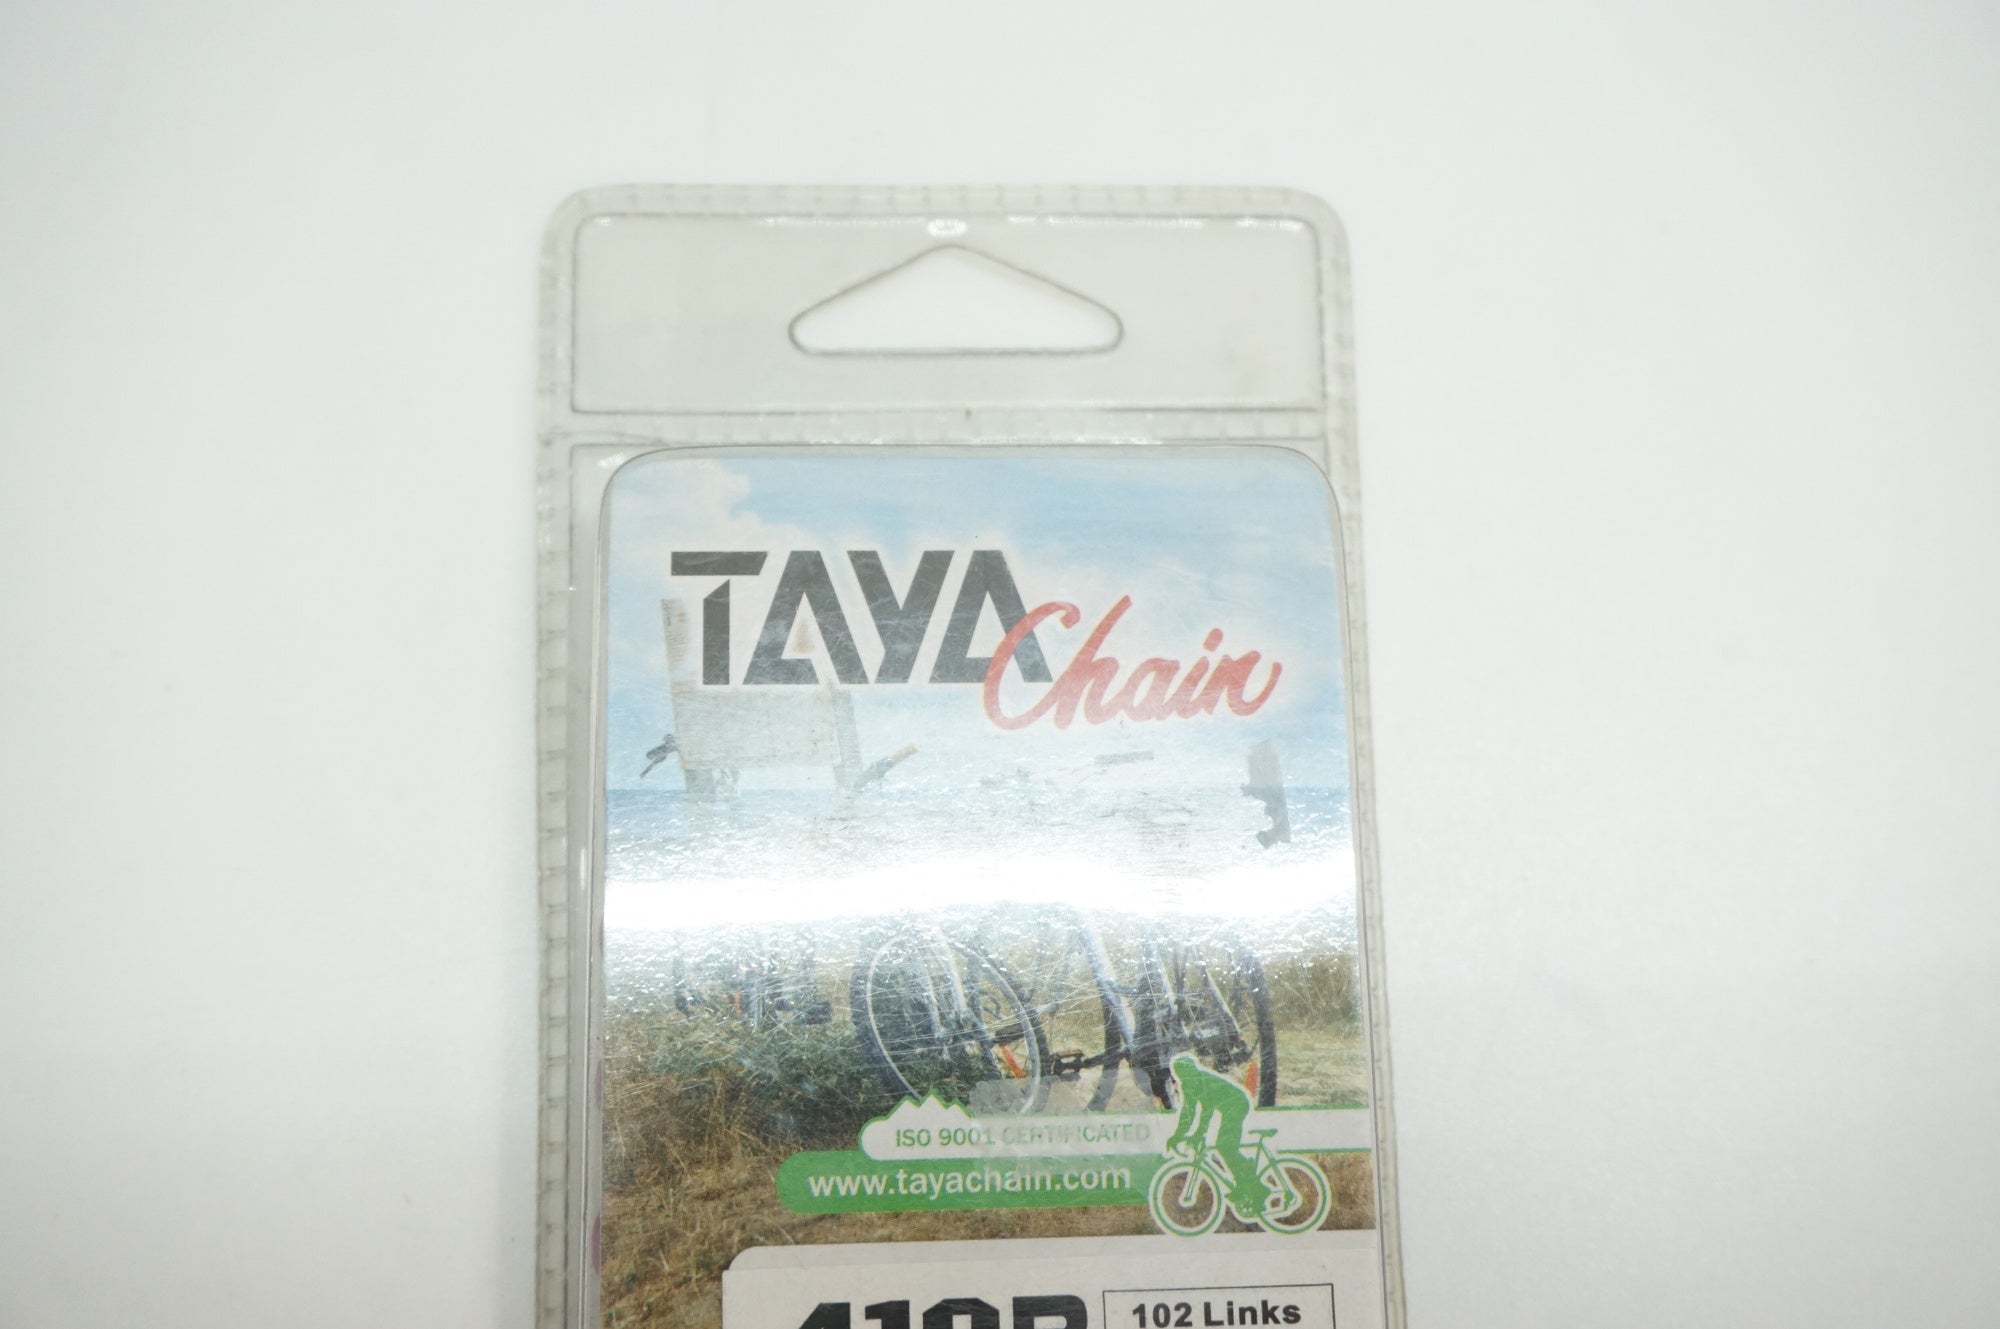 TAYA
Chain
ISO 9001 CERTIFICATED
www.tayachain.com
102 Links